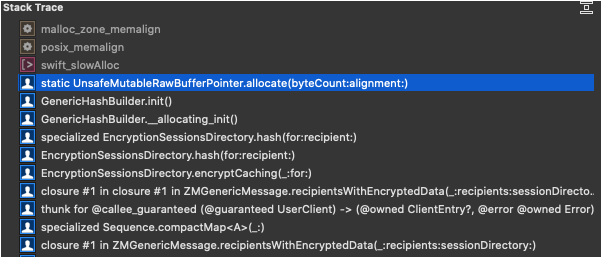 Stack Trace
malloc_zone_memalign
posix_memalign
swift_slowAlloc
static UnsafeMutableRawBufferPointer.allocate(byteCount:alignment:)
GenericHashBuilder.init()
GenericHashBuilder.__allocating_init()
specialized EncryptionSessionsDirectory.hash(for:recipient:)
EncryptionSessionsDirectory.hash(for:recipient:)
EncryptionSessionsDirectory.encryptCaching(_:for:)
closure #1 in closure #1 in ZMGenericMessage.recipientsWithEncryptedData(_:recipients:sessionDirecto...
thunk for @callee_guaranteed (@guaranteed UserClient) -> (@owned ClientEntry?, @error @owned Error)
specialized Sequence.compactMap<A>(_:)
closure #1 in ZMGenericMessage.recipientsWithEncryptedData(_:recipients:sessionDirectory:)